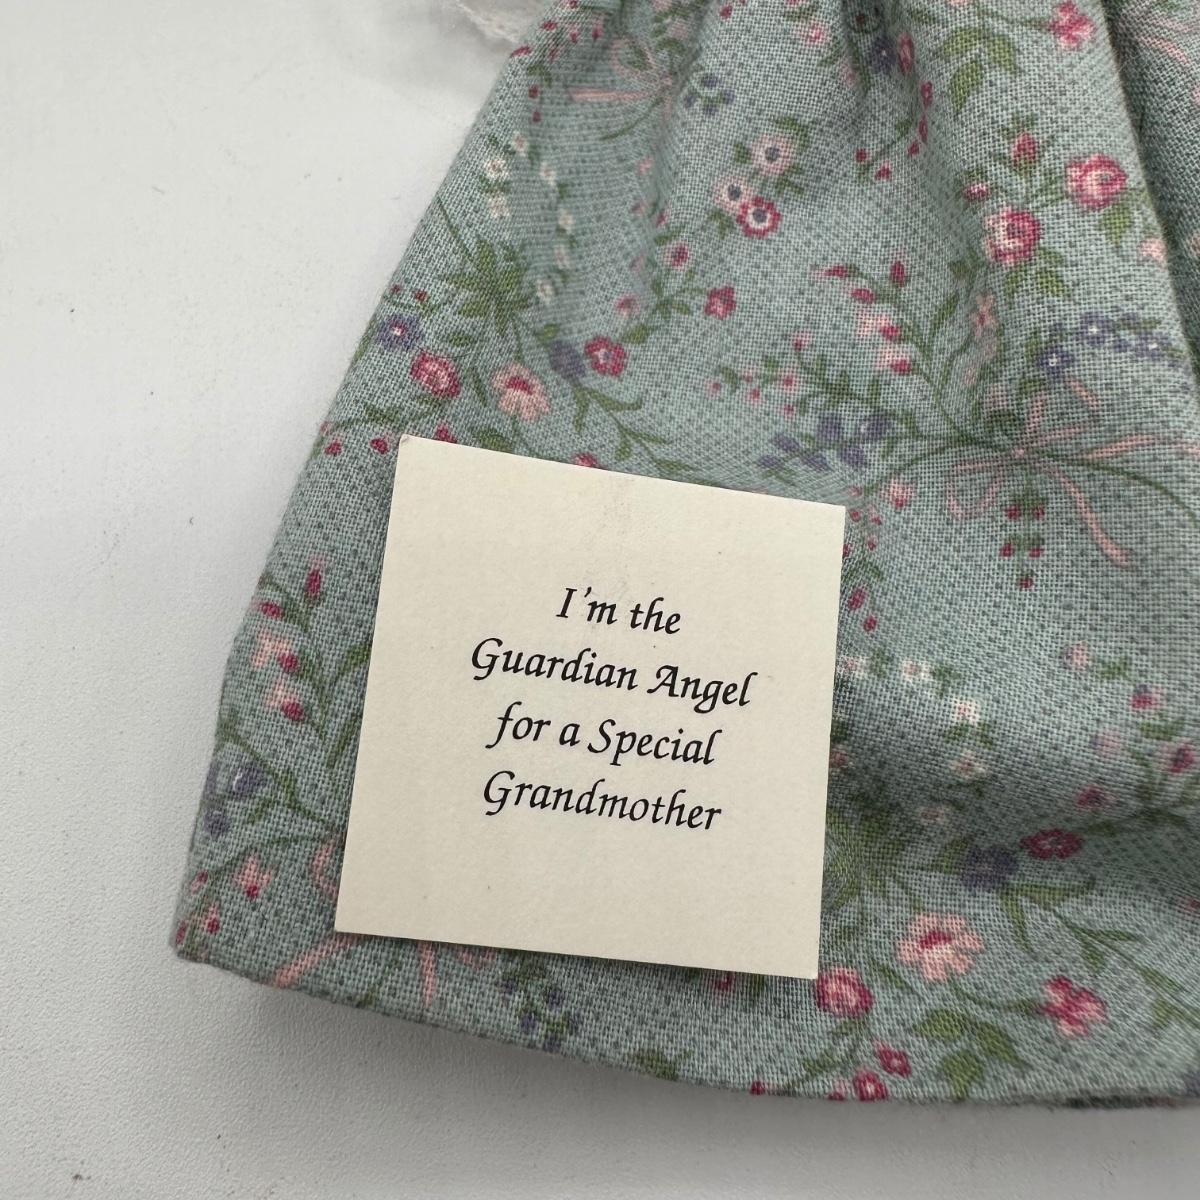 I'm the
Guardian Angel
for a Special
Grandmother